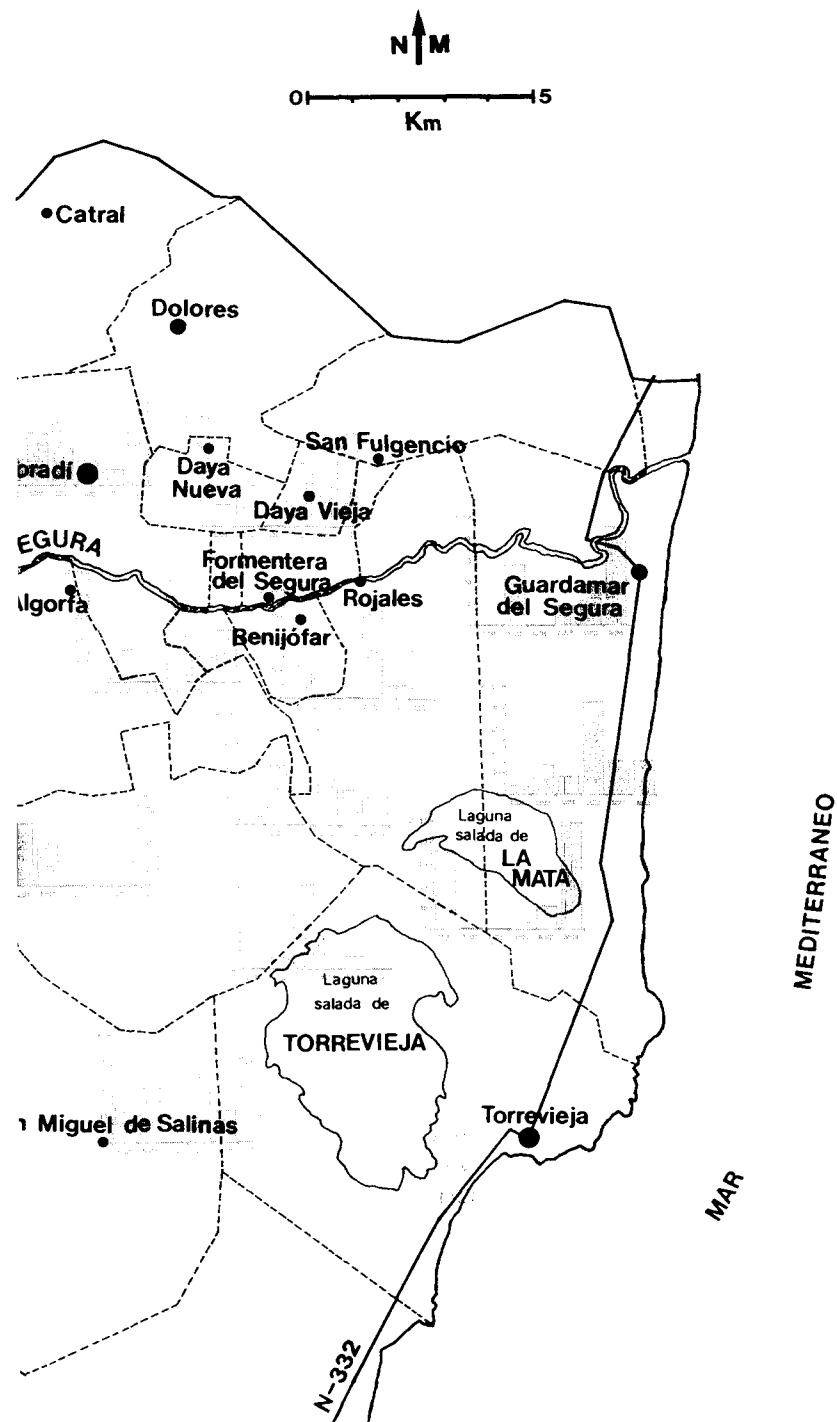 N M
0 5
Km
Catral
Dolores
San Fulgencio
oradí
Daya
Nueva
Daya Vieja
EGURA
Formentera
del Segura
Rojales
Guardamar
del Segura
Algorfa
Benijófar
Laguna
salada de
LA
MATA
MEDITERRANEO
Laguna
salada de
TORREVIEJA
Torrevieja
n Miguel de Salinas
MAR
N-332